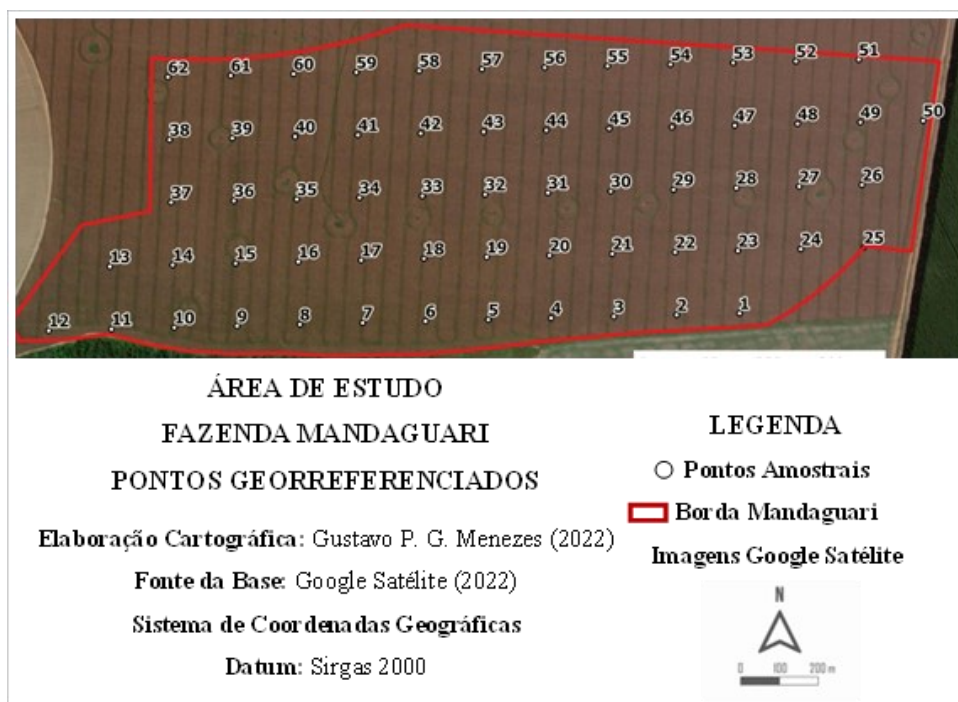 62 61 60 59 58 57 56 55 54 53 52 51
38 39 40 41 42 43 44 45 46 47 48 49 50
37 36 35 34 33 32 31 30 29 28 27 26
13 14 15 16 17 18 19 20 21 22 23 24 25
12 11 10 9 8 7 6 5 4 3 2 1
ÁREA DE ESTUDO
FAZENDA MANDAGUARI
PONTOS GEORREFERENCIADOS
Elaboração Cartográfica: Gustavo P. G. Menezes (2022)
Fonte da Base: Google Satélite (2022)
Sistema de Coordenadas Geográficas
Datum: Sirgas 2000
LEGENDA
Pontos Amostrais
Borda Mandaguari
Imagens Google Satélite
N
0 100 200 m